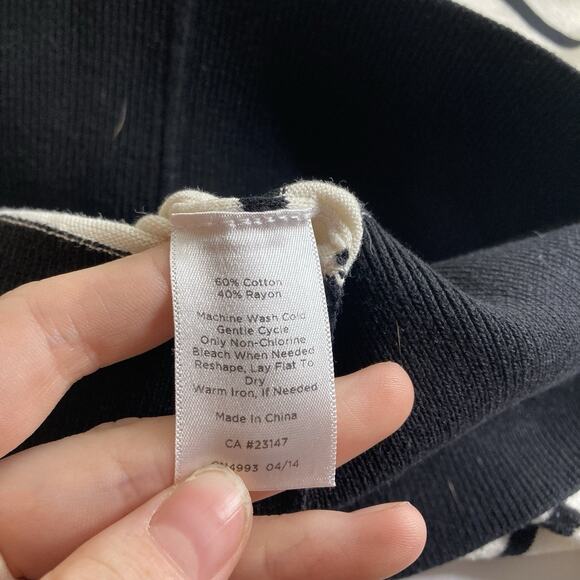 60% Cotton
40% Rayon
Machine Wash Cold
Gentle Cycle
Only Non-Chlorine
Bleach When Needed
Reshape, Lay Flat To
Dry
Warm Iron, If Needed
Made In China
CA #23147
04/14